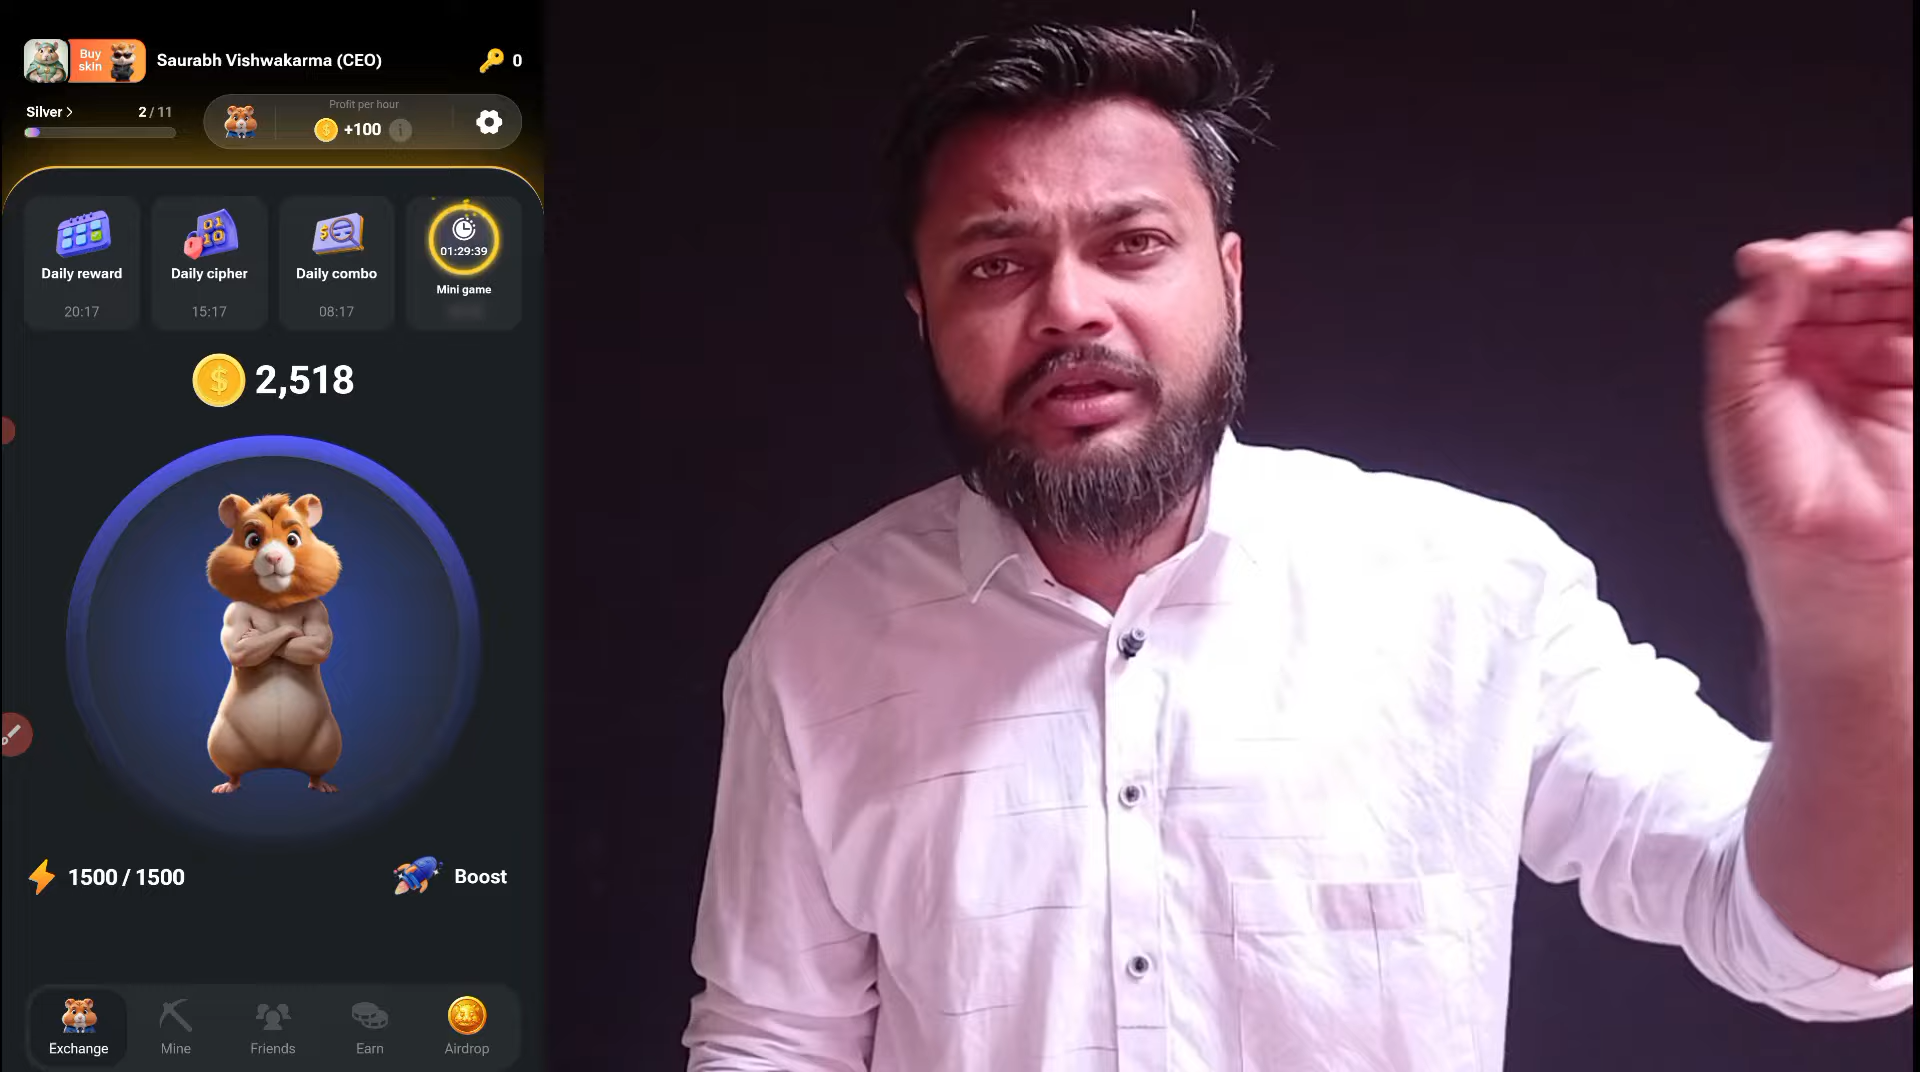 Buy
skin
Saurabh Vishwakarma (CEO)
0
Silver >
2 / 11
Profit per hour
$ +100 i
01
10
$
01:29:39
Daily reward
Daily cipher
Daily combo
Mini game
20:17
15:17
08:17
$ 2,518
1500 / 1500
Boost
Exchange
Mine
Friends
Earn
Airdrop